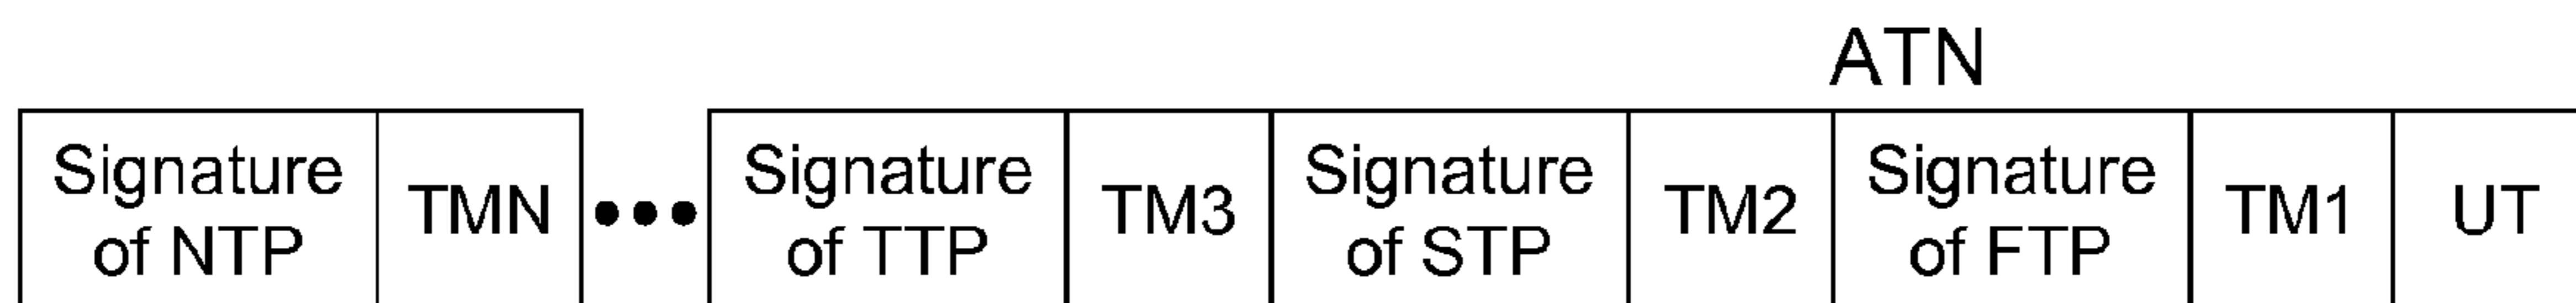 ATN
Signature
of NTP
TMN
•••
Signature
of TTP
TM3
Signature
of STP
TM2
Signature
of FTP
TM1
UT